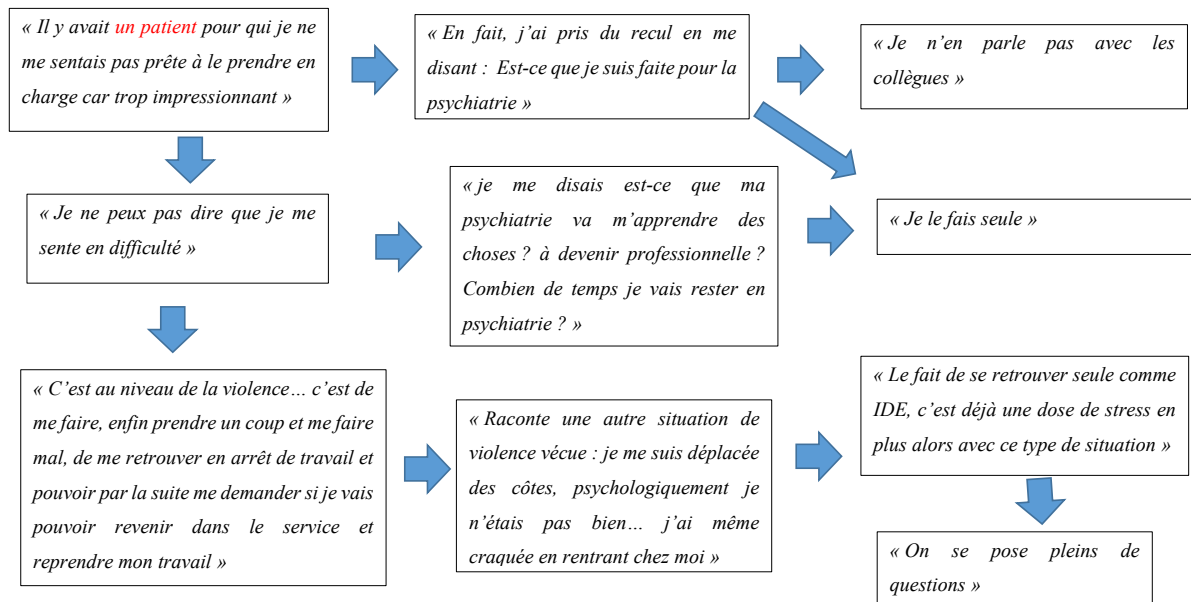 « Il y avait un patient pour qui je ne
me sentais pas prête à le prendre en
charge car trop impressionnant »
« En fait, j’ai pris du recul en me
disant : Est-ce que je suis faite pour la
psychiatrie »
« Je n’en parle pas avec les
collègues »
« Je ne peux pas dire que je me
sente en difficulté »
« je me disais est-ce que ma
psychiatrie va m’apprendre des
choses ? à devenir professionnelle ?
Combien de temps je vais rester en
psychiatrie ? »
« Je le fais seule »
« C’est au niveau de la violence… c’est de
me faire, enfin prendre un coup et me faire
mal, de me retrouver en arrêt de travail et
pouvoir par la suite me demander si je vais
pouvoir revenir dans le service et
reprendre mon travail »
« Raconte une autre situation de
violence vécue : je me suis déplacée
des côtes, psychologiquement je
n’étais pas bien… j’ai même
craquée en rentrant chez moi »
« Le fait de se retrouver seule comme
IDE, c’est déjà une dose de stress en
plus alors avec ce type de situation »
« On se pose pleins de
questions »